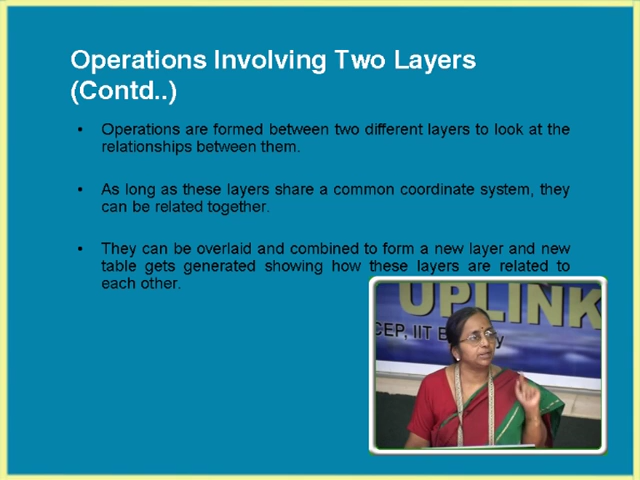 Operations Involving Two Layers
(Contd..)
• Operations are formed between two different layers to look at the
relationships between them.
• As long as these layers share a common coordinate system, they
can be related together.
• They can be overlaid and combined to form a new layer and new
table gets generated showing how these layers are related to
each other.
UPLINK
CEP, IIT B
y